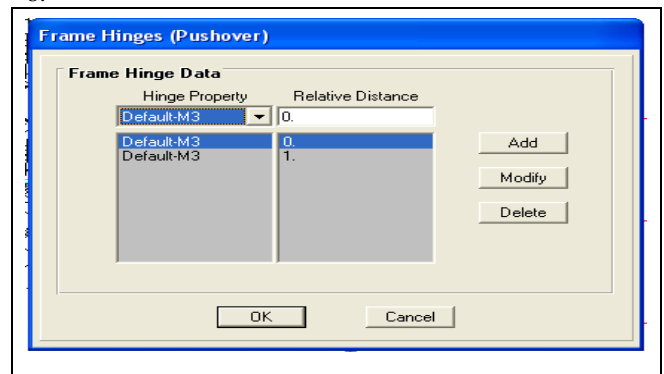 Frame Hinges (Pushover)
Frame Hinge Data
Hinge Property Relative Distance
Default-M3 0.
Default-M3 0.
Default-M3 1.
Add
Modify
Delete
OK Cancel